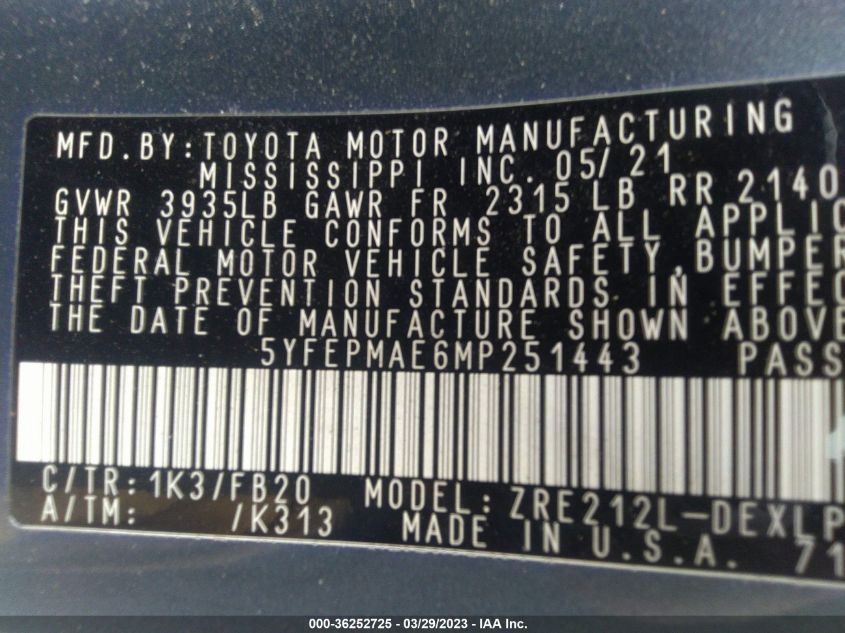 MFD.BY:TOYOTA MOTOR MANUFACTURING
MISSISSIPPI INC. 05/21
GVWR 3935LB GAWR FR 2315 LB RR 2140
THIS VEHICLE CONFORMS TO ALL APPLIC
FEDERAL MOTOR VEHICLE SAFETY,BUMPER
THEFT PREVENTION STANDARDS IN EFFEC
THE DATE OF MANUFACTURE SHOWN ABOVE
5YFEPMAE6MP251443 PASS
C/TR:1K3/FB20 MODEL:ZRE212L-DEXLP
A/TM: /K313 MADE IN U.S.A. 71
000-36252725 - 03/29/2023 - IAA Inc.